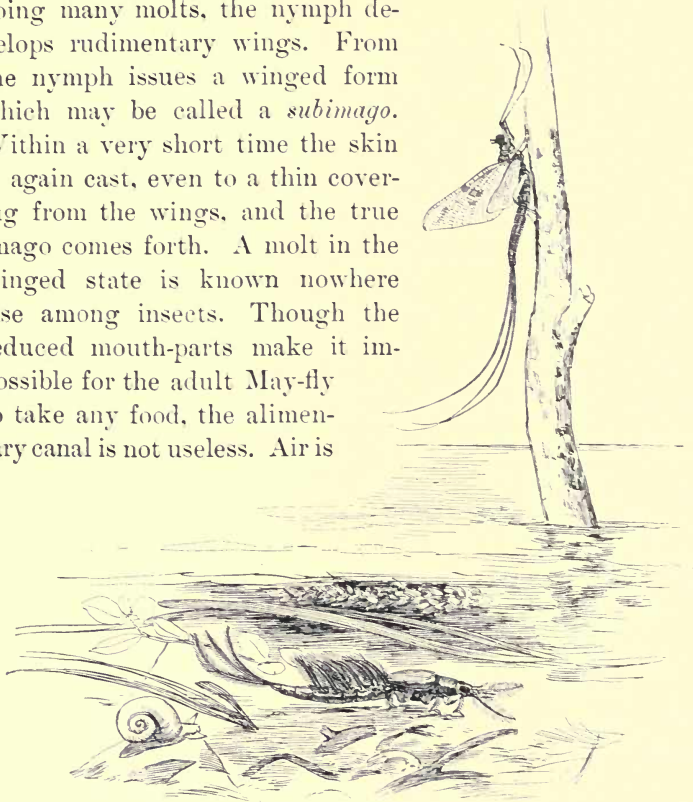 oing many molts, the nymph de-
elops rudimentary wings. From
he nymph issues a winged form
hich may be called a subimago.
Vithin a very short time the skin
again cast, even to a thin cover-
ng from the wings, and the true
mago comes forth. A molt in the
inged state is known nowhere
se among insects. Though the
educed mouth-parts make it im-
ossible for the adult May-fly
o take any food, the alimen-
ary canal is not useless. Air is